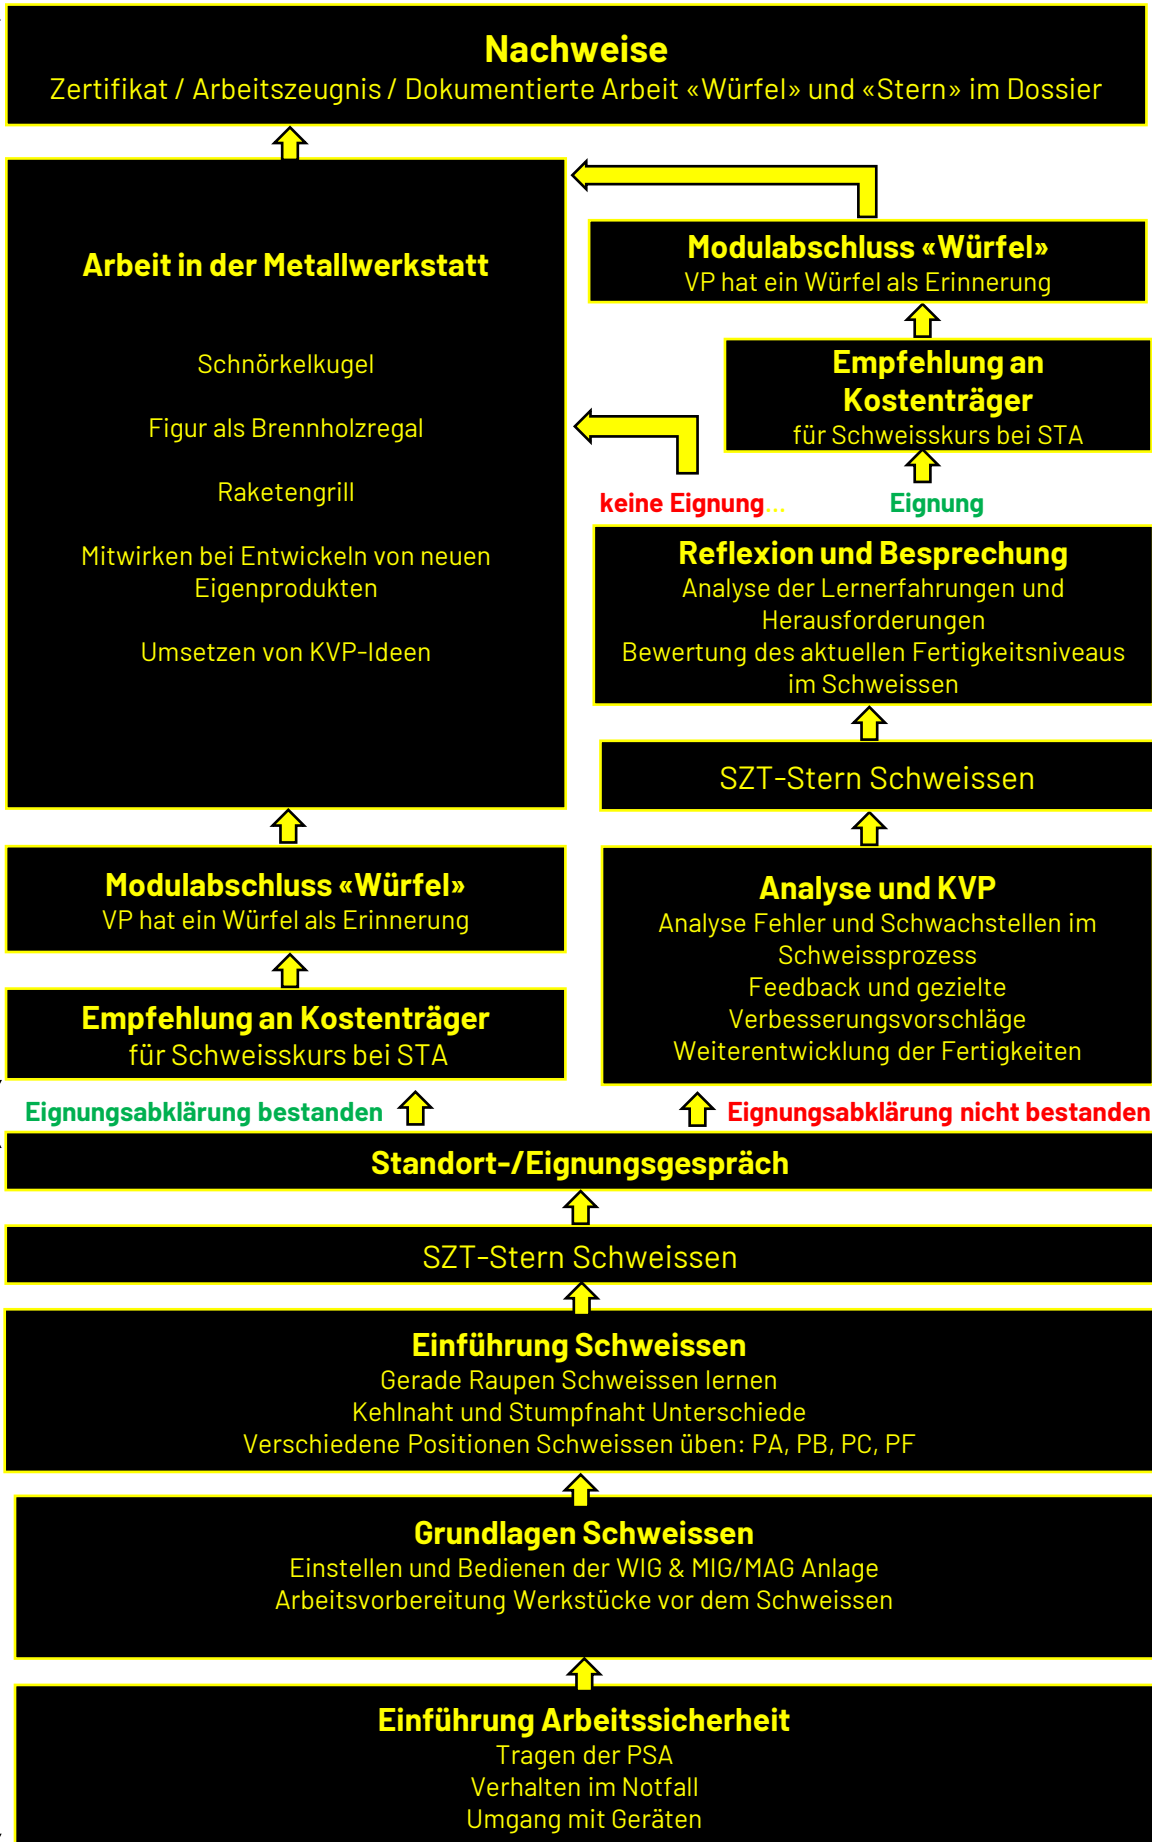 Nachweise
Zertifikat / Arbeitszeugnis / Dokumentierte Arbeit «Würfel» und «Stern» im Dossier
Arbeit in der Metallwerkstatt
Schnörkelkugel
Figur als Brennholzregal
Raketengrill
Mitwirken bei Entwickeln von neuen
Eigenprodukten
Umsetzen von KVP-Ideen
Modulabschluss «Würfel»
VP hat ein Würfel als Erinnerung
Empfehlung an
Kostenträger
für Schweisskurs bei STA
keine Eignung...
Eignung
Reflexion und Besprechung
Analyse der Lernerfahrungen und
Herausforderungen
Bewertung des aktuellen Fertigkeitsniveaus
im Schweissen
SZT-Stern Schweissen
Modulabschluss «Würfel»
VP hat ein Würfel als Erinnerung
Empfehlung an Kostenträger
für Schweisskurs bei STA
Analyse und KVP
Analyse Fehler und Schwachstellen im
Schweissprozess
Feedback und gezielte
Verbesserungsvorschläge
Weiterentwicklung der Fertigkeiten
Eignungsabklärung bestanden
Eignungsabklärung nicht bestanden
Standort-/Eignungsgespräch
SZT-Stern Schweissen
Einführung Schweissen
Gerade Raupen Schweissen lernen
Kehlnaht und Stumpfnaht Unterschiede
Verschiedene Positionen Schweissen üben: PA, PB, PC, PF
Grundlagen Schweissen
Einstellen und Bedienen der WIG & MIG/MAG Anlage
Arbeitsvorbereitung Werkstücke vor dem Schweissen
Einführung Arbeitssicherheit
Tragen der PSA
Verhalten im Notfall
Umgang mit Geräten